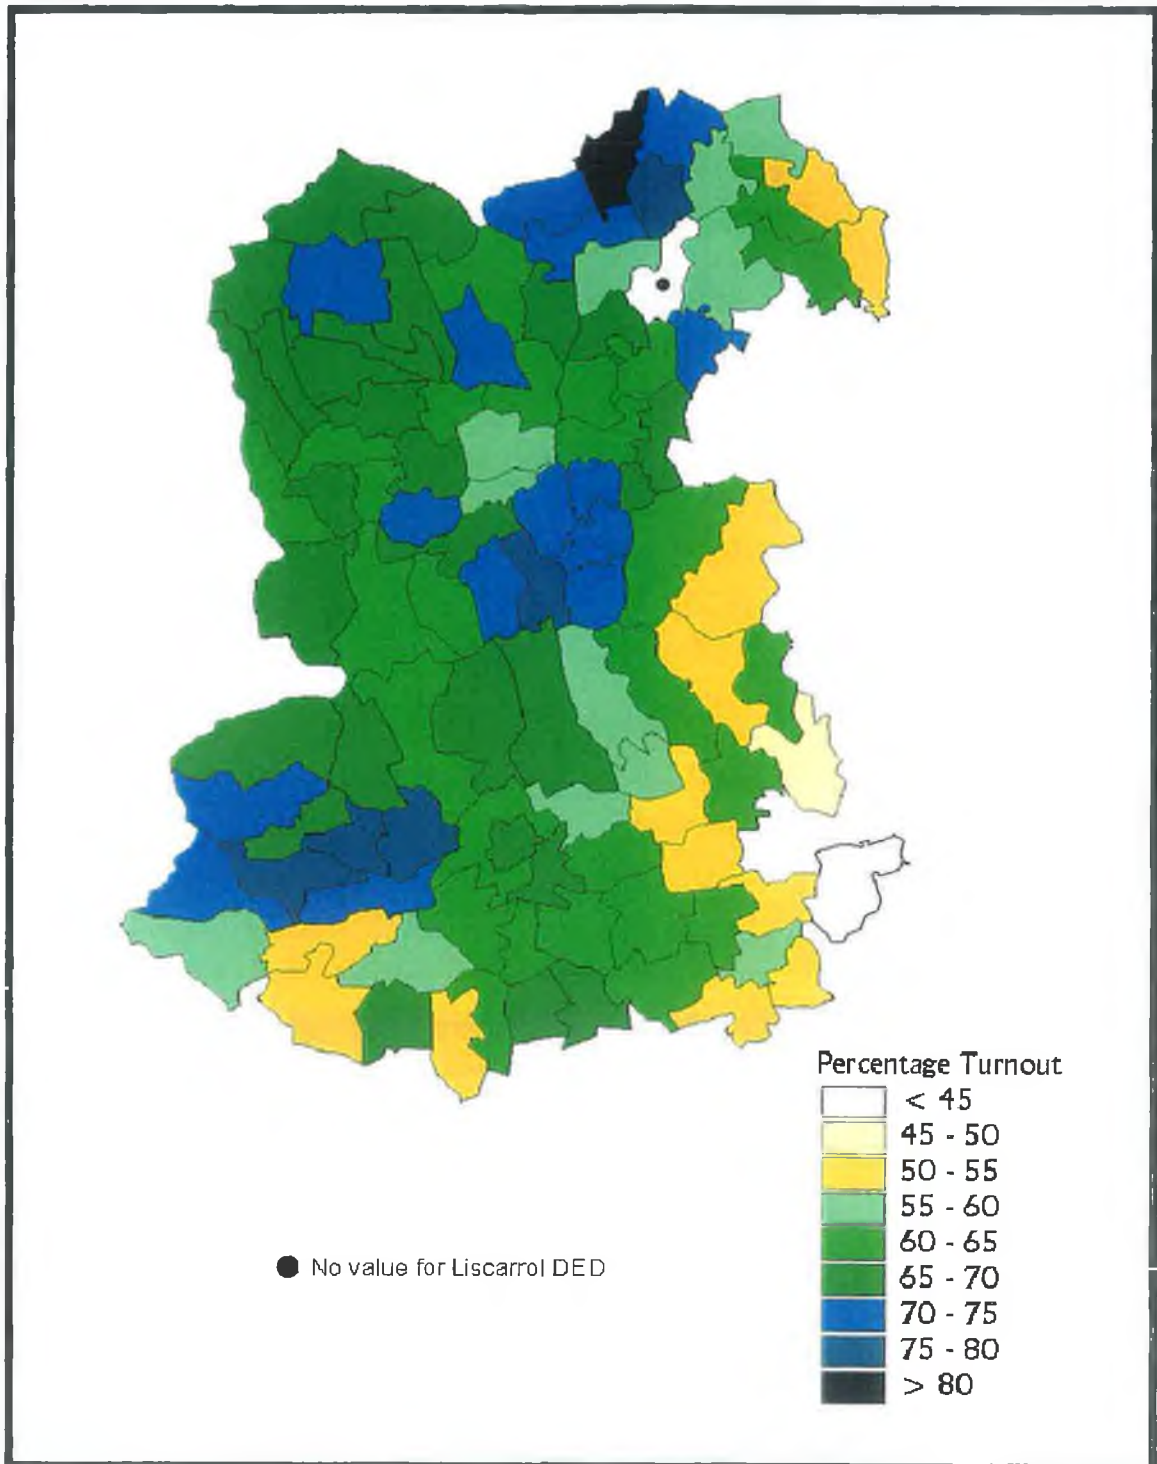 Percentage Turnout
< 45
45 - 50
50 - 55
55 - 60
60 - 65
65 - 70
70 - 75
75 - 80
> 80
No value for Liscarrol DED